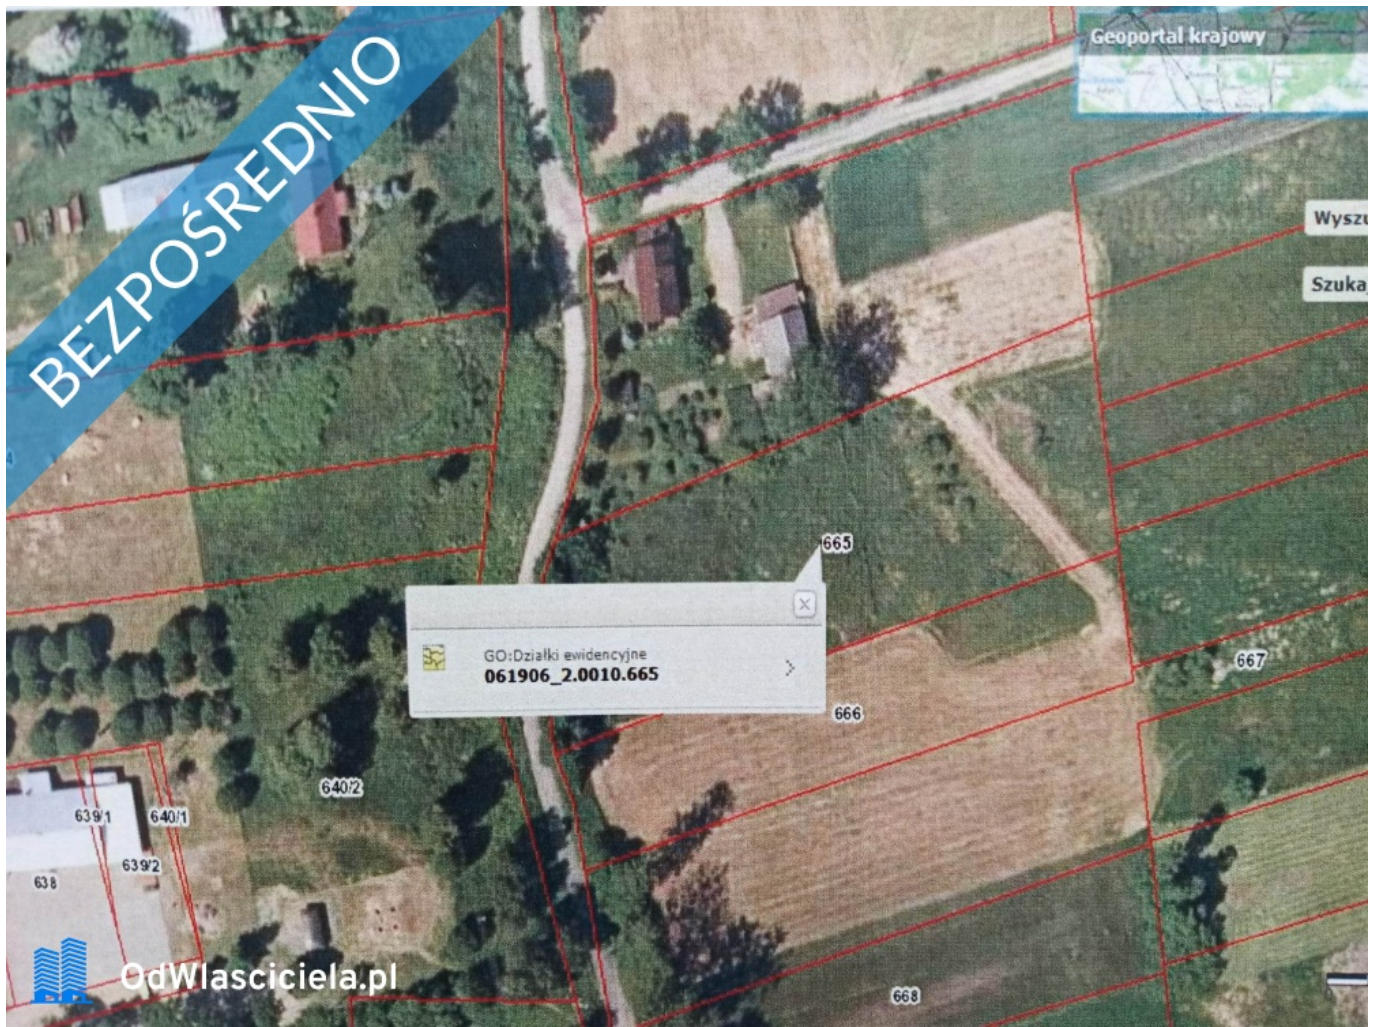 BEZPOŚREDNIO
Geoportal krajowy
Wyszu
Szukaj
665
GO:Działki ewidencyjne
061906_2.0010.665
667
666
640/2
639/1
640/1
639/2
638
OdWlasciciela.pl
668